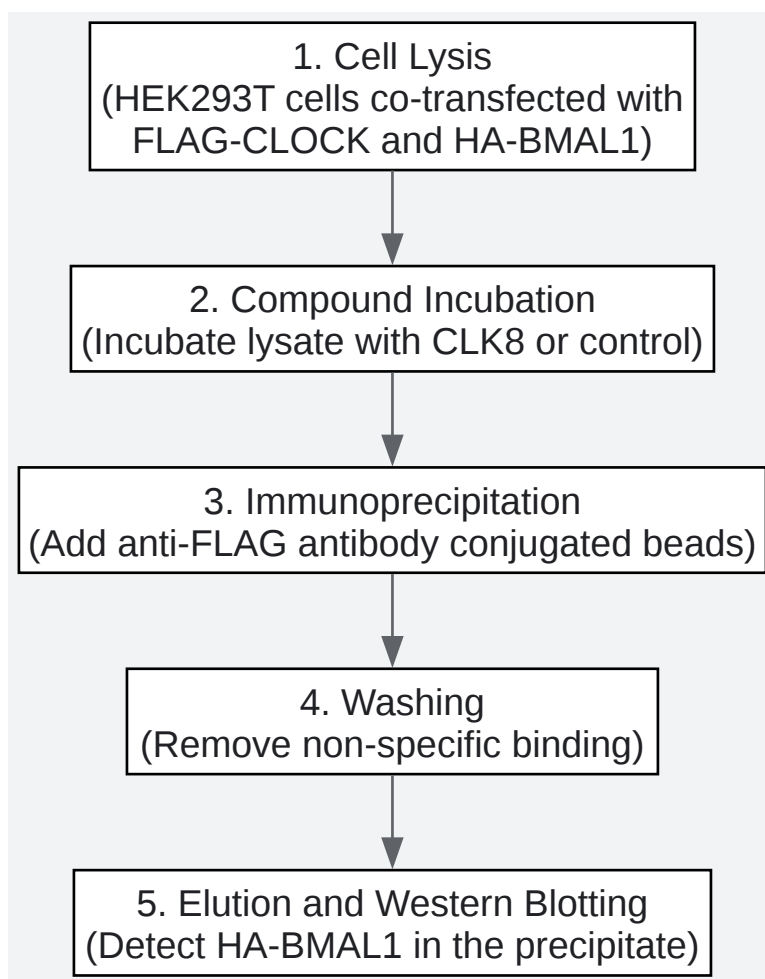 1. Cell Lysis
(HEK293T cells co-transfected with
FLAG-CLOCK and HA-BMAL1)
2. Compound Incubation
(Incubate lysate with CLK8 or control)
3. Immunoprecipitation
(Add anti-FLAG antibody conjugated beads)
4. Washing
(Remove non-specific binding)
5. Elution and Western Blotting
(Detect HA-BMAL1 in the precipitate)